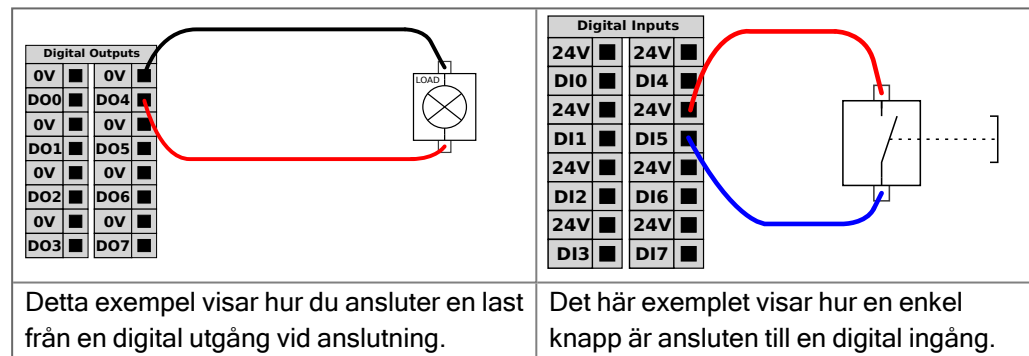 Digital Outputs
0V 0V
DO0 DO4
0V 0V
DO1 DO5
0V 0V
DO2 DO6
0V 0V
DO3 DO7
LOAD
Digital Inputs
24V 24V
DI0 DI4
24V 24V
DI1 DI5
24V 24V
DI2 DI6
24V 24V
DI3 DI7
Detta exempel visar hur du ansluter en last
från en digital utgång vid anslutning.
Det här exemplet visar hur en enkel
knapp är ansluten till en digital ingång.